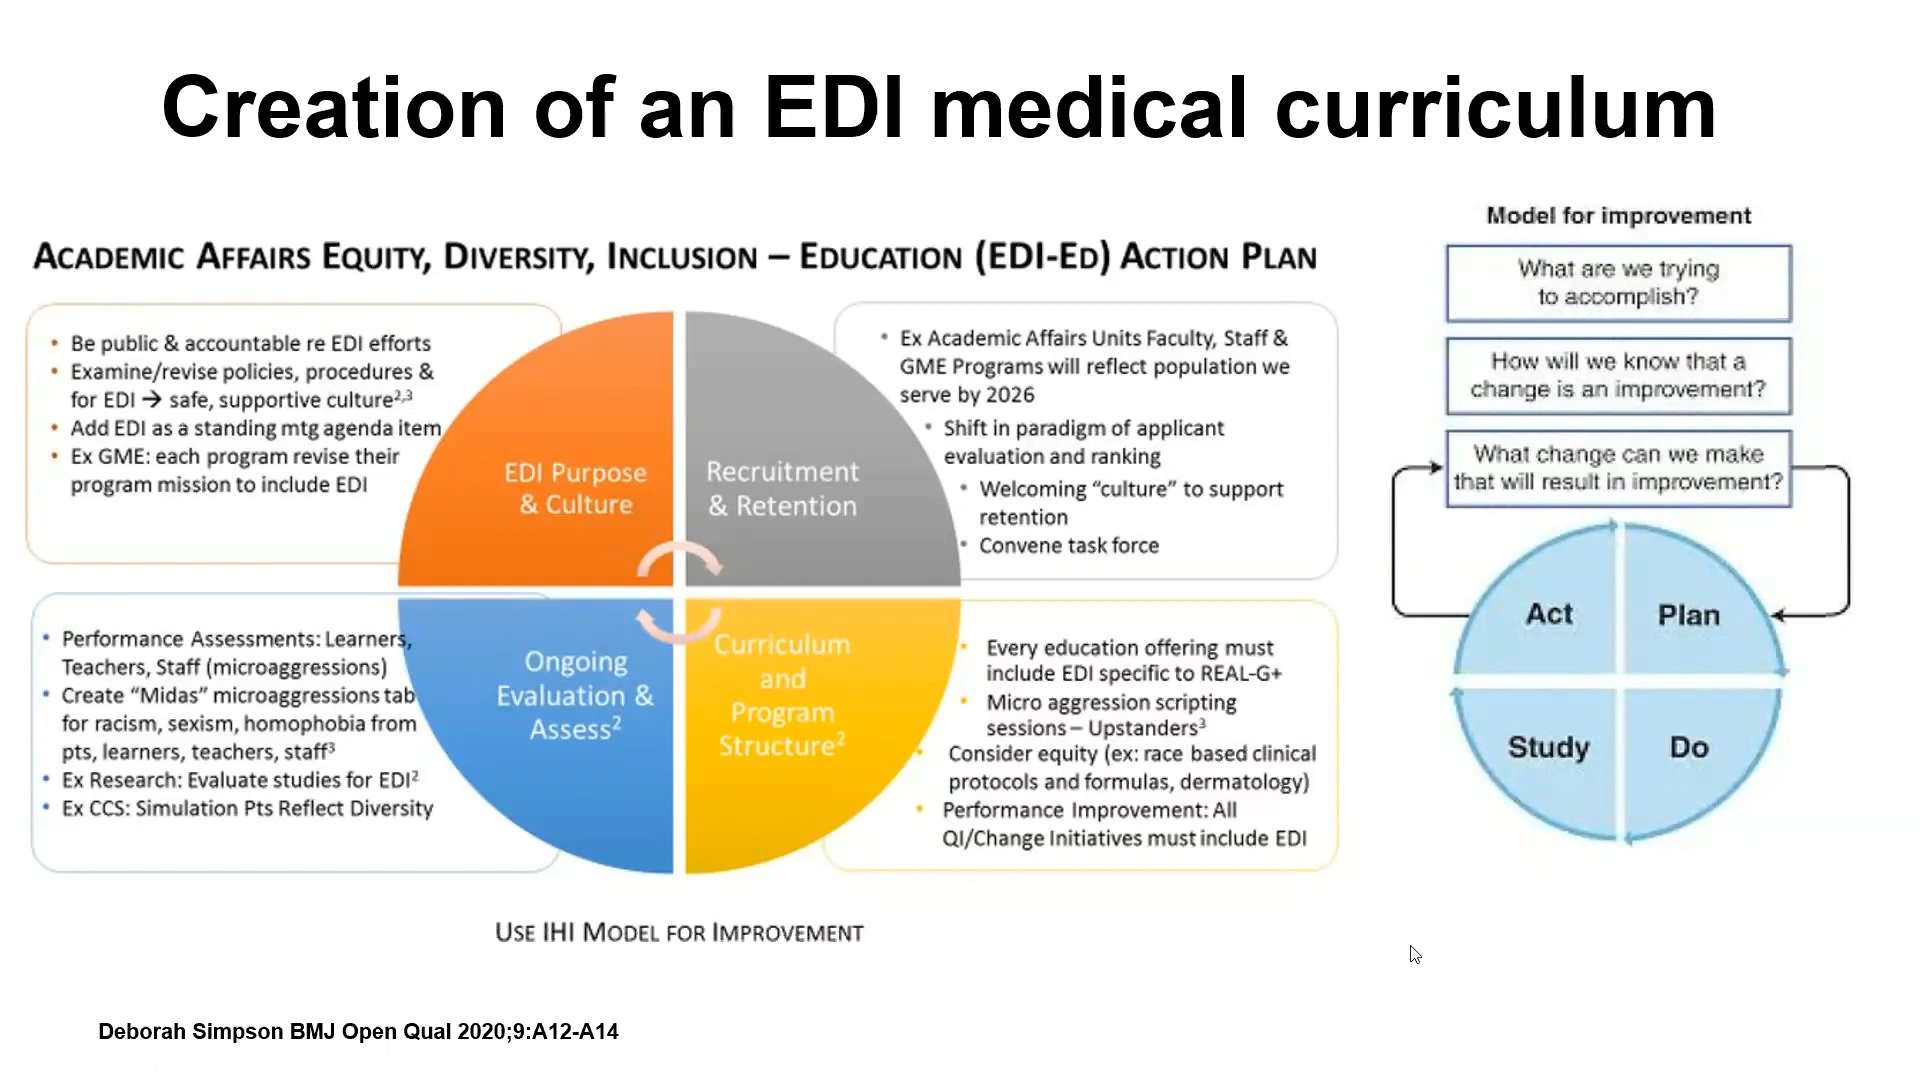 Creation of an EDI medical curriculum
ACADEMIC AFFAIRS EQUITY, DIVERSITY, INCLUSION – EDUCATION (EDI-ED) ACTION PLAN
• Be public & accountable re EDI efforts
• Examine/revise policies, procedures &
for EDI → safe, supportive culture2,3
• Add EDI as a standing mtg agenda item
• Ex GME: each program revise their
program mission to include EDI
EDI Purpose
& Culture
Recruitment
& Retention
• Ex Academic Affairs Units Faculty, Staff &
GME Programs will reflect population we
serve by 2026
• Shift in paradigm of applicant
evaluation and ranking
• Welcoming “culture” to support
retention
• Convene task force
• Performance Assessments: Learners,
Teachers, Staff (microaggressions)
• Create “Midas” microaggressions tab
for racism, sexism, homophobia from
pts, learners, teachers, staff3
• Ex Research: Evaluate studies for EDI2
• Ex CCS: Simulation Pts Reflect Diversity
Ongoing
Evaluation &
Assess2
Curriculum
and
Program
Structure2
• Every education offering must
include EDI specific to REAL-G+
• Micro aggression scripting
sessions – Upstanders3
• Consider equity (ex: race based clinical
protocols and formulas, dermatology)
• Performance Improvement: All
QI/Change Initiatives must include EDI
USE IHI MODEL FOR IMPROVEMENT
Model for improvement
What are we trying
to accomplish?
How will we know that a
change is an improvement?
What change can we make
that will result in improvement?
Act
Plan
Study
Do
Deborah Simpson BMJ Open Qual 2020;9:A12-A14